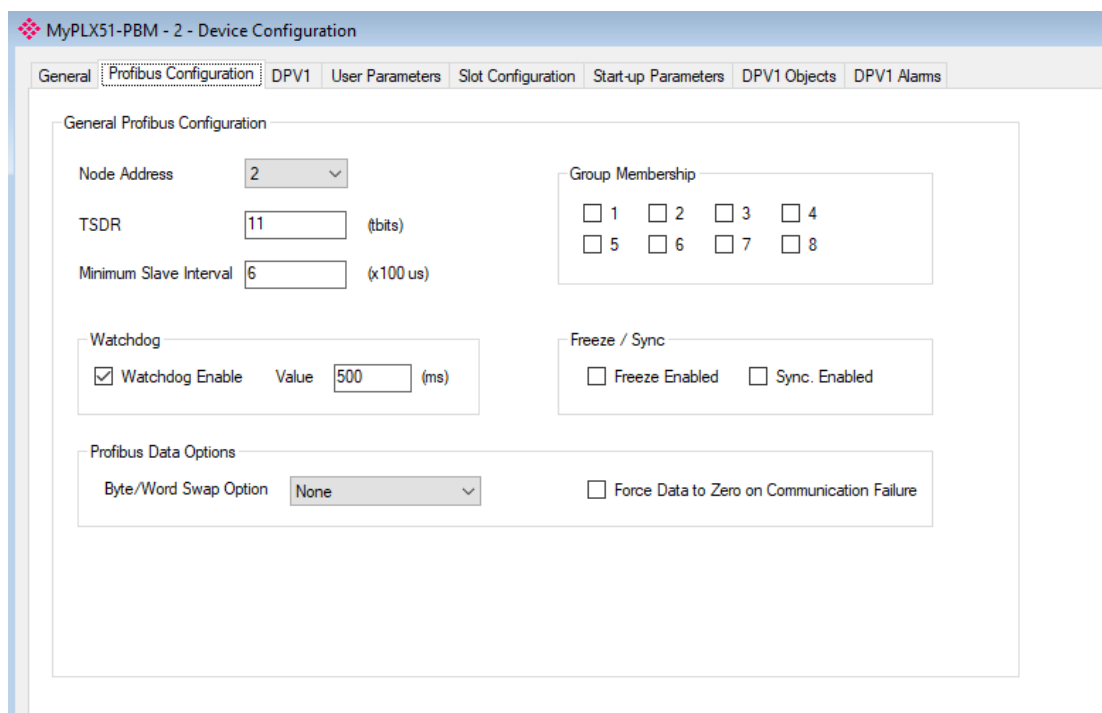 MyPLX51-PBM - 2 - Device Configuration
General Profibus Configuration DPV1 User Parameters Slot Configuration Start-up Parameters DPV1 Objects DPV1 Alarms
General Profibus Configuration
Node Address 2
TSDR 11 (tbits)
Minimum Slave Interval 6 (x100 us)
Group Membership
1 2 3 4
5 6 7 8
Watchdog
Watchdog Enable Value 500 (ms)
Freeze / Sync
Freeze Enabled Sync. Enabled
Profibus Data Options
Byte/Word Swap Option None
Force Data to Zero on Communication Failure